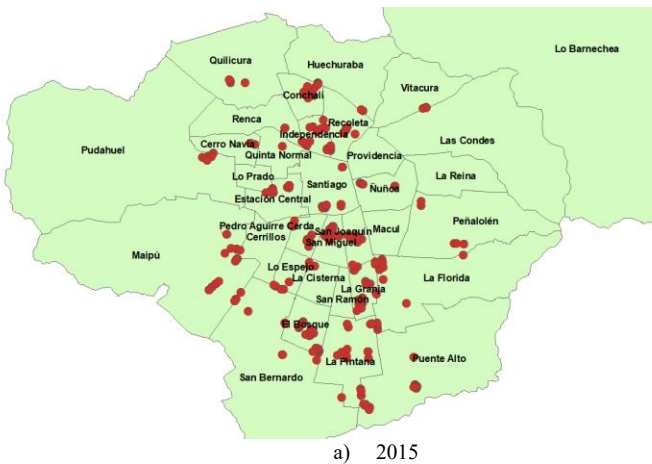 Lo Barnechea
Quilicura
Huechuraba
Vitacura
Conchalí
Renca
Recoleta
Independencia
Las Condes
Pudahuel
Cerro Navia
Quinta Normal
Providencia
Lo Prado
Santiago
Ñuñoa
La Reina
Estación Central
Pedro Aguirre Cerda
San Joaquín
Macul
Peñalolén
Cerrillos
San Miguel
Maipú
Lo Espejo
La Cisterna
La Florida
La Granja
San Ramón
El Bosque
La Pintana
Puente Alto
San Bernardo
a) 2015